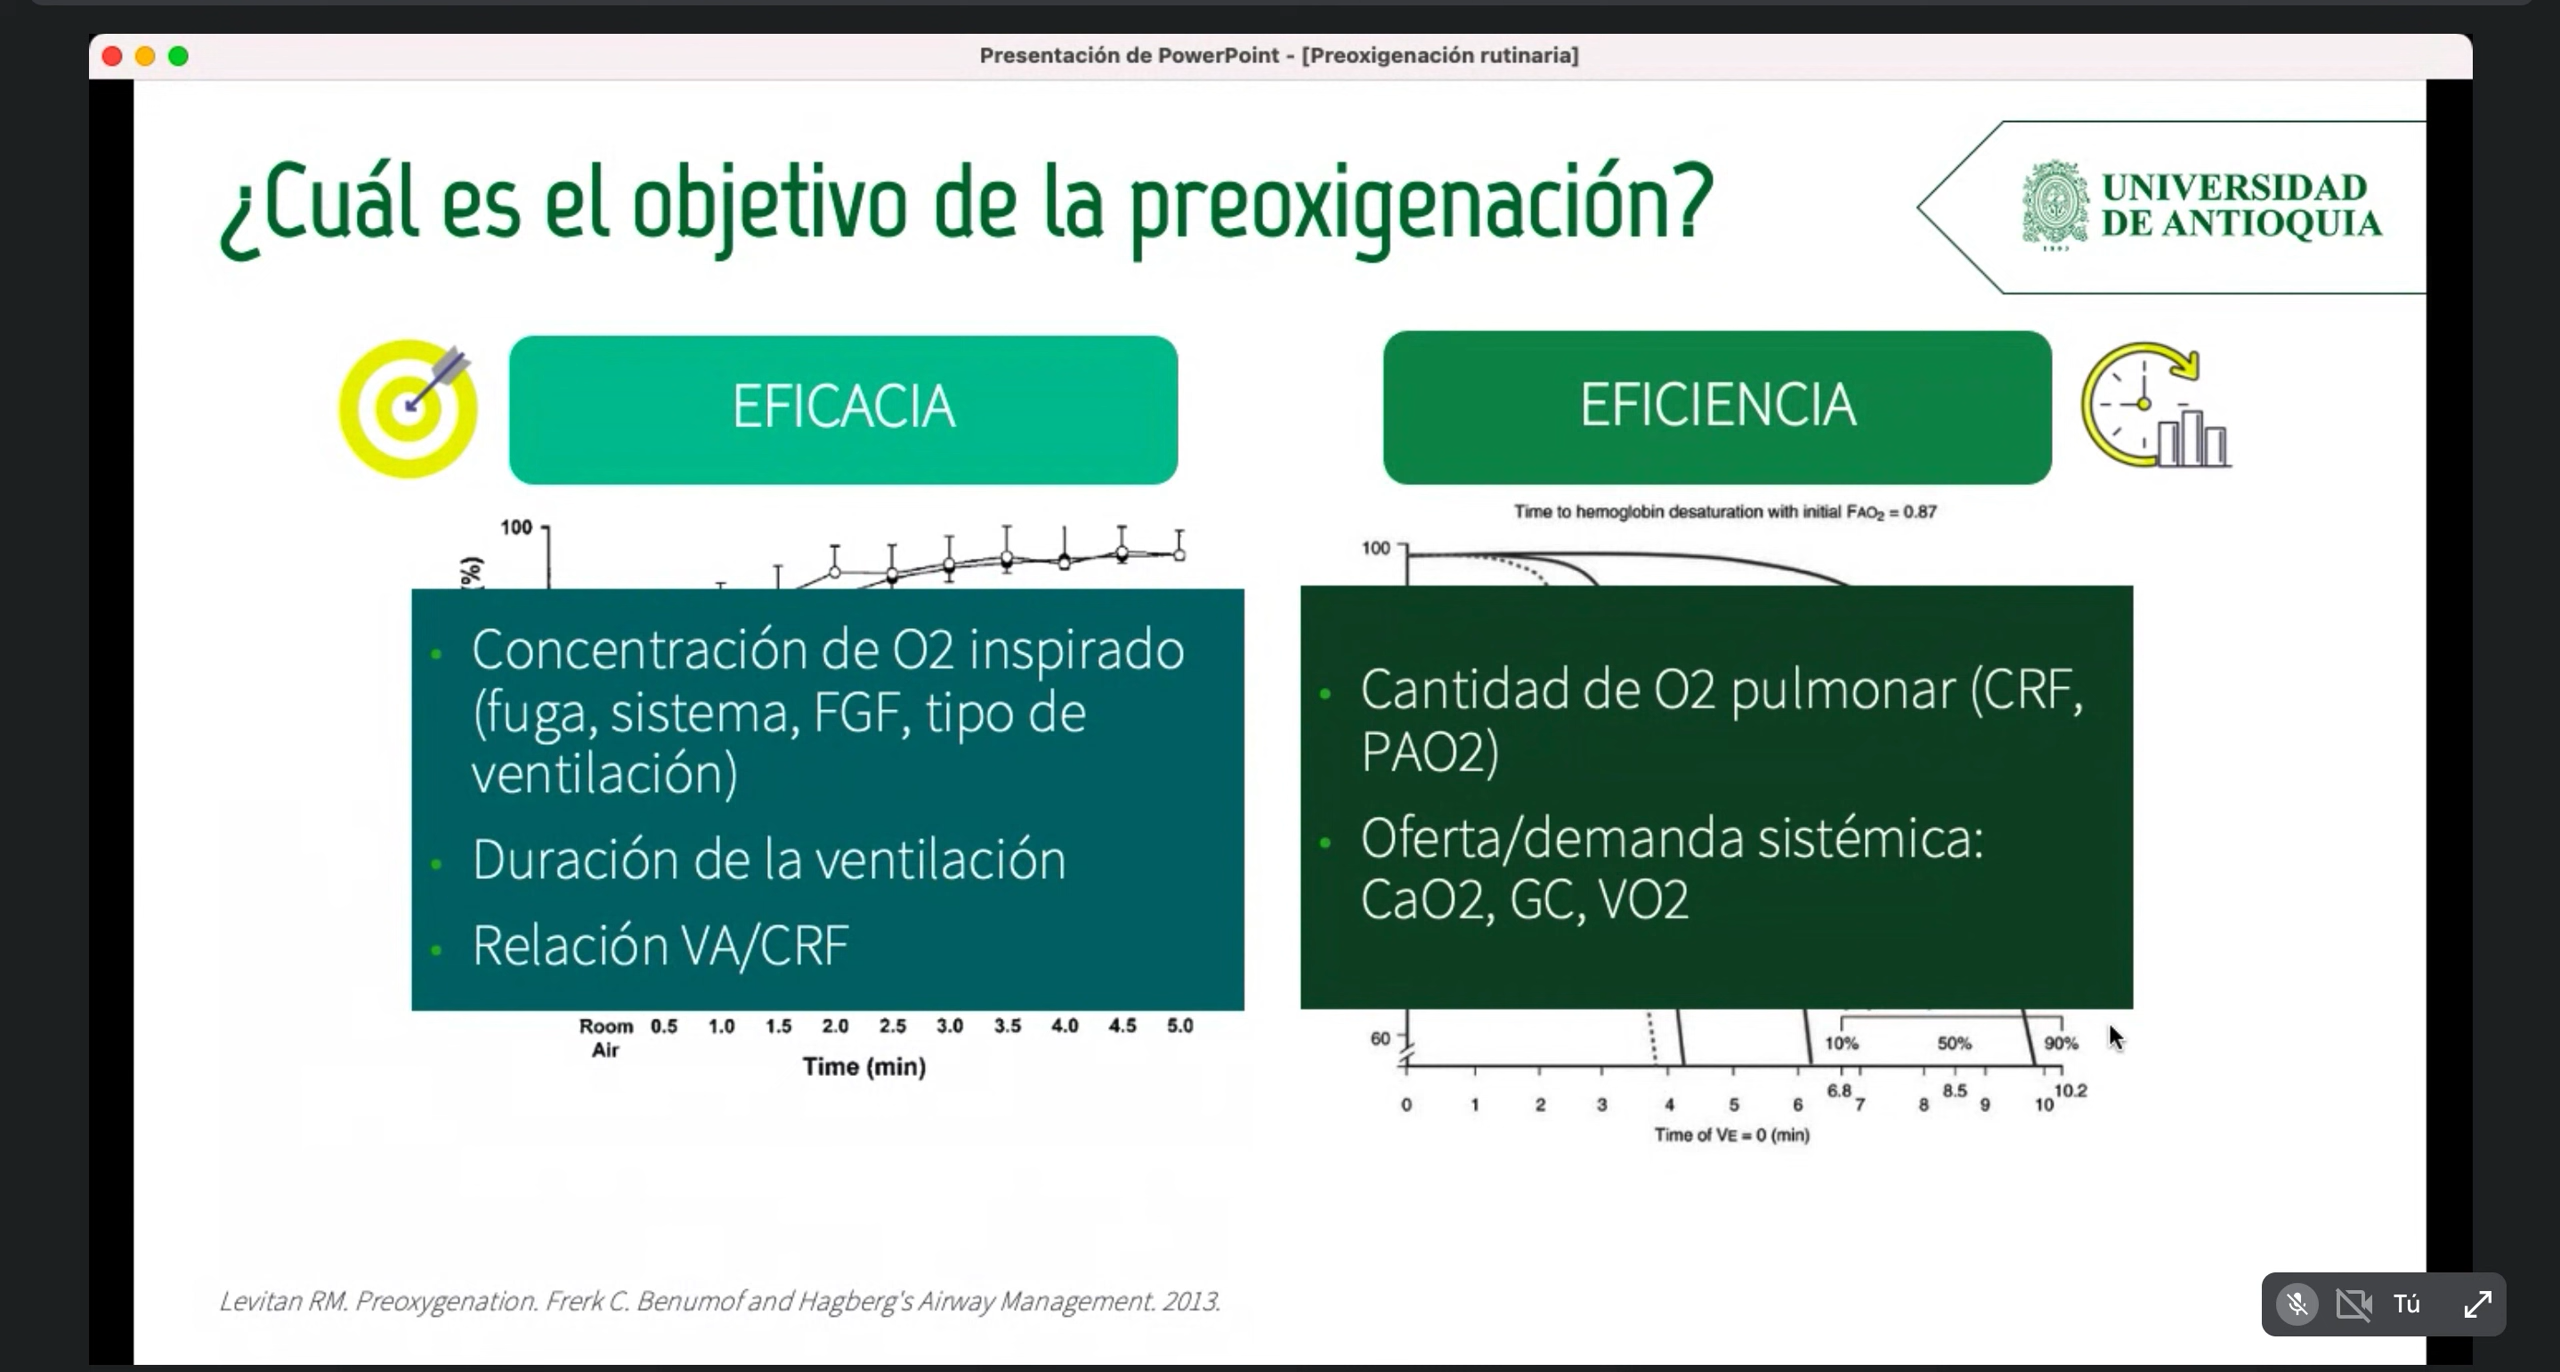 Presentación de PowerPoint - [Preoxigenación rutinaria]
¿Cuál es el objetivo de la preoxigenación?
UNIVERSIDAD
DE ANTIOQUIA
1803
EFICACIA
EFICIENCIA
100
(%)
• Concentración de O2 inspirado
(fuga, sistema, FGF, tipo de
ventilación)
• Duración de la ventilación
• Relación VA/CRF
Room 0.5 1.0 1.5 2.0 2.5 3.0 3.5 4.0 4.5 5.0
Air
Time (min)
Time to hemoglobin desaturation with initial FAO2 = 0.87
100
• Cantidad de O2 pulmonar (CRF,
PAO2)
• Oferta/demanda sistémica:
CaO2, GC, VO2
60
10% 50% 90%
6.8 8.5 10.2
0 1 2 3 4 5 6 7 8 9 10
Time of VE = 0 (min)
Levitan RM. Preoxygenation. Frerk C. Benumof and Hagberg's Airway Management. 2013.
Tú